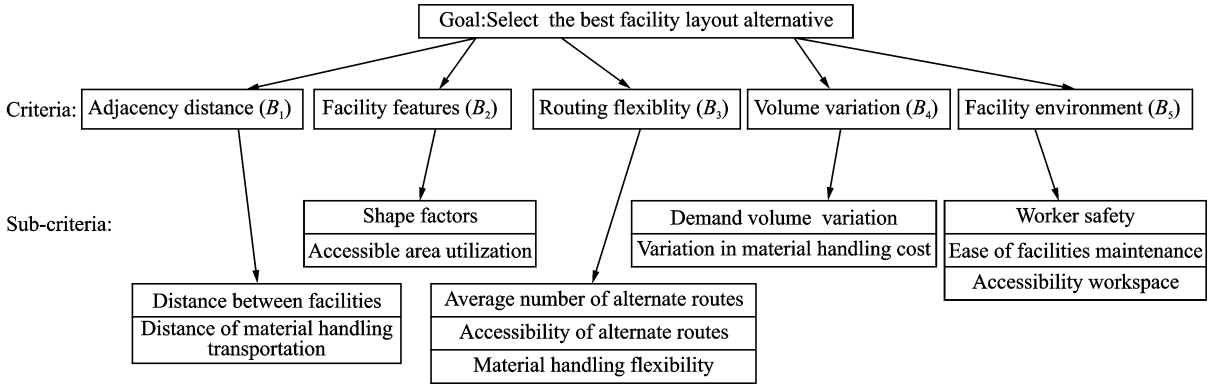 Goal:Select the best facility layout alternative
Criteria:
Adjacency distance (B1)
Facility features (B2)
Routing flexiblity (B3)
Volume variation (B4)
Facility environment (B5)
Sub-criteria:
Shape factors
Accessible area utilization
Demand volume variation
Variation in material handling cost
Worker safety
Ease of facilities maintenance
Accessibility workspace
Distance between facilities
Distance of material handling
transportation
Average number of alternate routes
Accessibility of alternate routes
Material handling flexibility